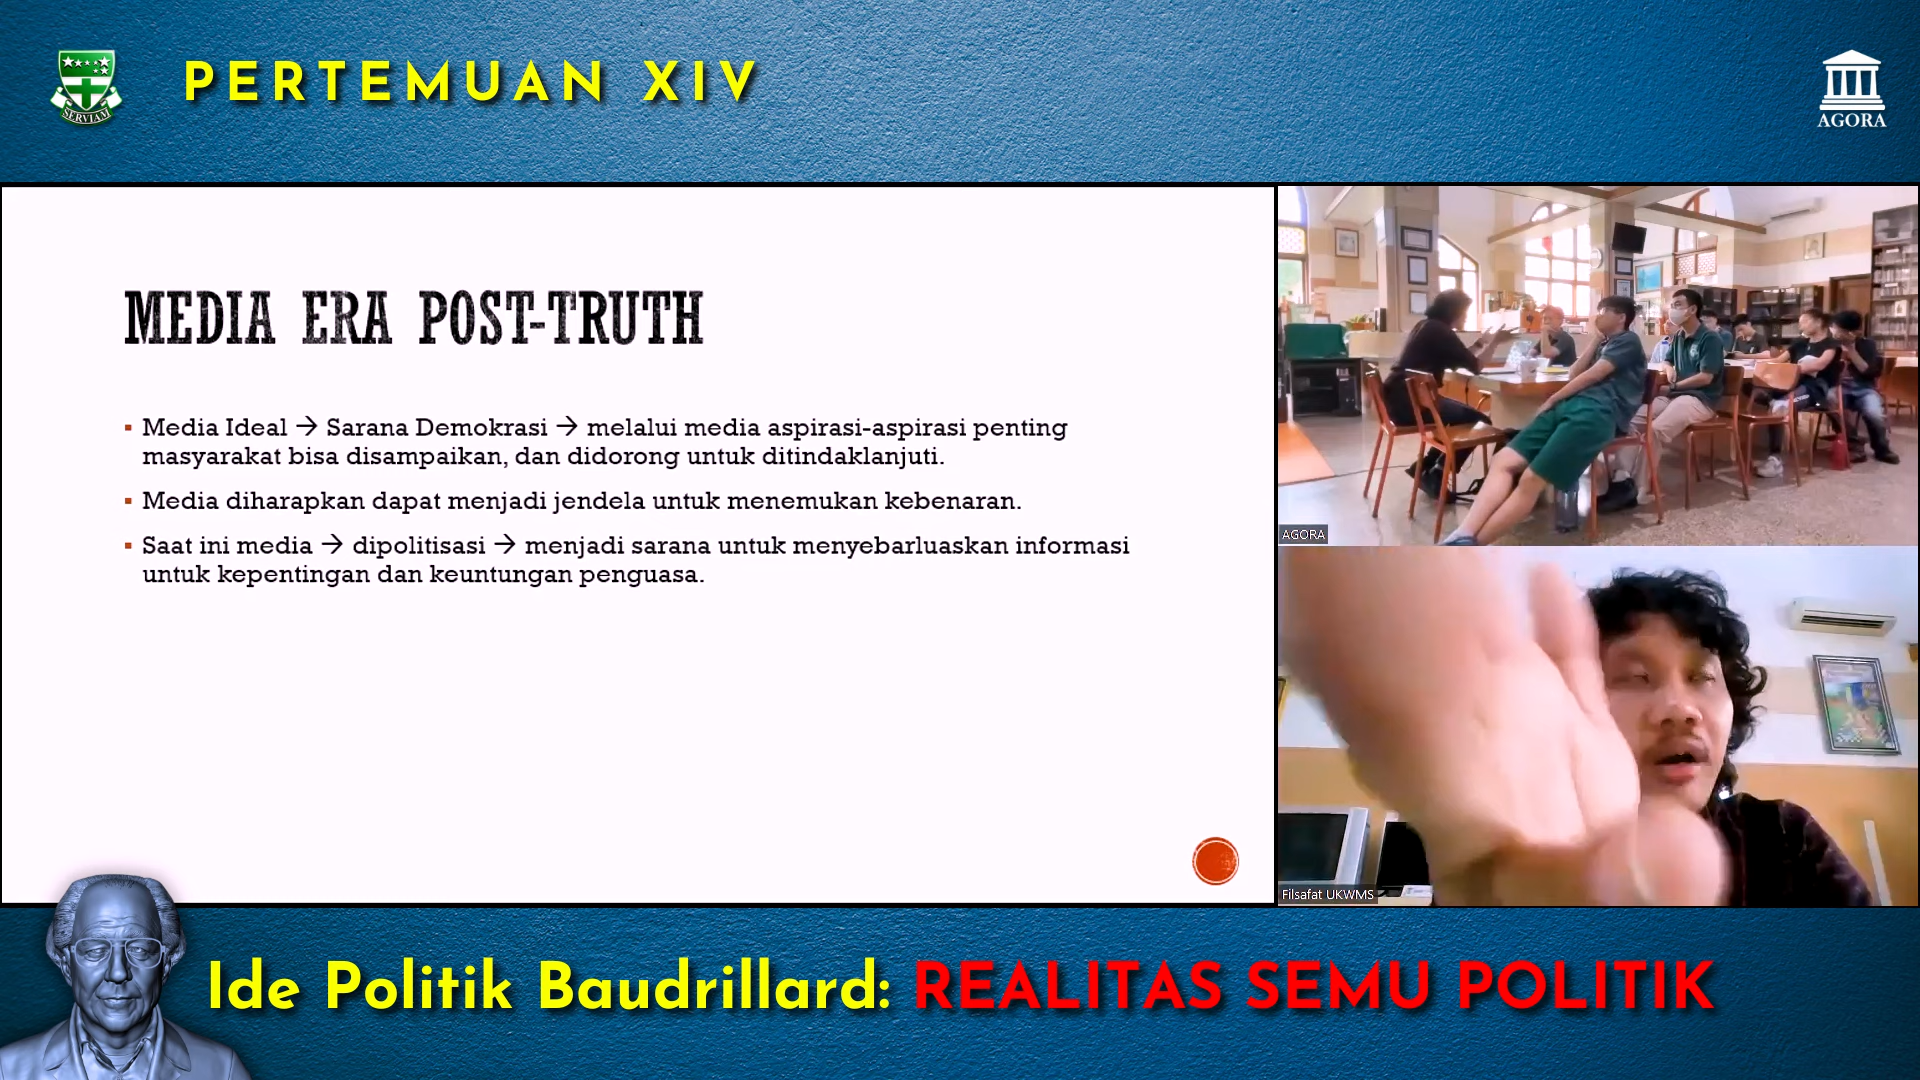 PERTEMUAN XIV
SERVIAM
AGORA
MEDIA ERA POST-TRUTH
▪ Media Ideal → Sarana Demokrasi → melalui media aspirasi-aspirasi penting
masyarakat bisa disampaikan, dan didorong untuk ditindaklanjuti.
▪ Media diharapkan dapat menjadi jendela untuk menemukan kebenaran.
▪ Saat ini media → dipolitisasi → menjadi sarana untuk menyebarluaskan informasi
untuk kepentingan dan keuntungan penguasa.
AGORA
Filsafat UKWMS
Ide Politik Baudrillard: REALITAS SEMU POLITIK